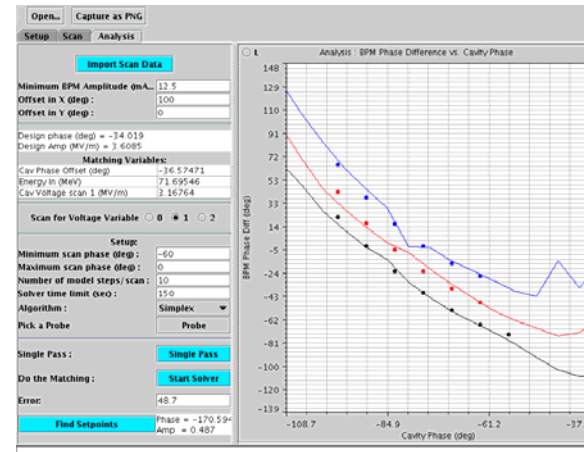 Open... Capture as PNG
Setup Scan Analysis
Import Scan Data
Minimum BPM Amplitude (mA... 12.5
Offset in X (deg) : 100
Offset in Y (deg) : 0
Design phase (deg) = -34.019
Design Amp (MV/m) = 3.6085
Matching Variables:
Cav Phase Offset (deg) -36.57471
Energy In (MeV) 71.69546
Cav Voltage scan 1 (MV/m) 3.16764
Scan for Voltage Variable 0 1 2
Setup:
Minimum scan phase (deg) : -60
Maximum scan phase (deg) : 0
Number of model steps/scan : 10
Solver time limit (sec) : 150
Algorithm : Simplex
Pick a Probe Probe
Single Pass : Single Pass
Do the Matching : Start Solver
Error: 48.7
Find Setpoints Phase = -170.594
Amp = 0.487
Analysis : BPM Phase Difference vs. Cavity Phase
BPM Phase Diff (deg)
148
129
110
91
72
53
33
14
-5
-24
-43
-62
-81
-100
-120
-139
-108.7 -84.9 -61.2 -37
Cavity Phase (deg)